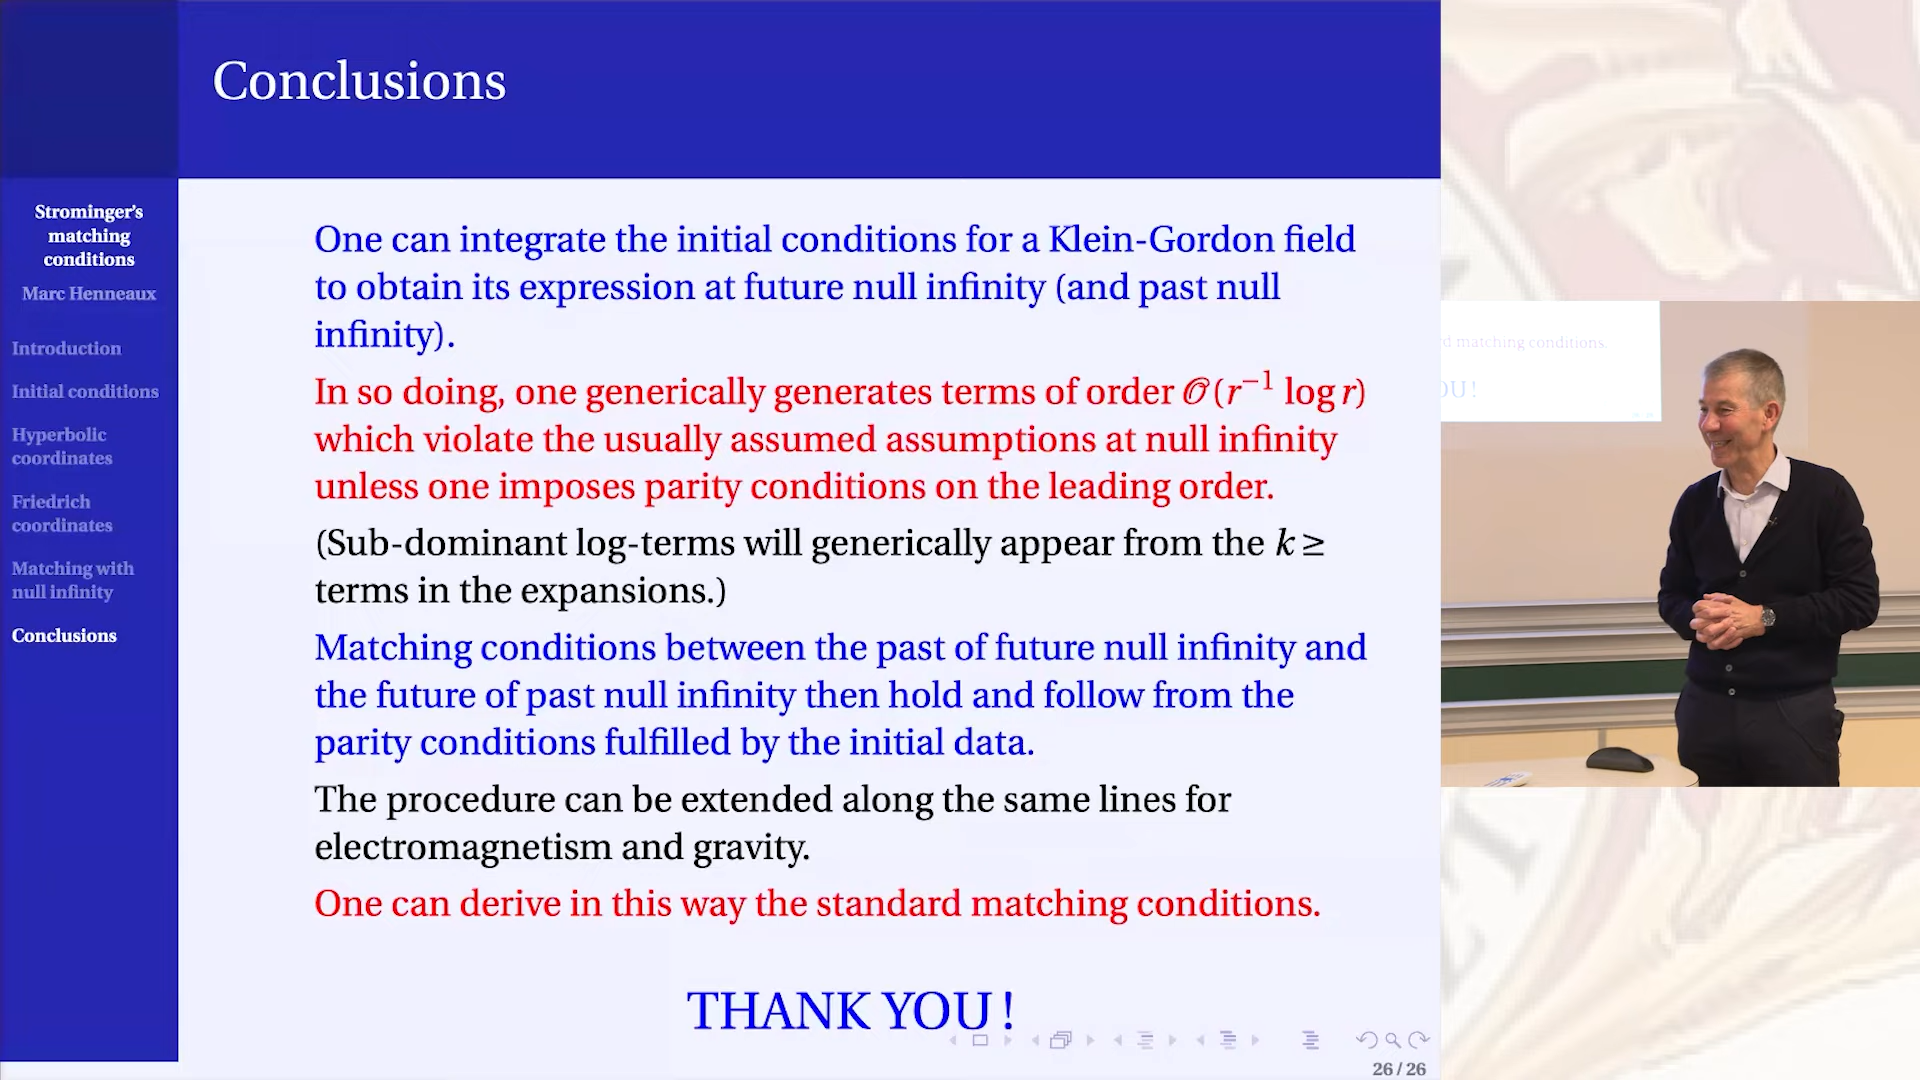 Conclusions
Strominger's
matching
conditions
Marc Henneaux
Introduction
Initial conditions
Hyperbolic
coordinates
Friedrich
coordinates
Matching with
null infinity
Conclusions
One can integrate the initial conditions for a Klein-Gordon field
to obtain its expression at future null infinity (and past null
infinity).
In so doing, one generically generates terms of order 𝒪(r⁻¹ log r)
which violate the usually assumed assumptions at null infinity
unless one imposes parity conditions on the leading order.
(Sub-dominant log-terms will generically appear from the k ≥
terms in the expansions.)
Matching conditions between the past of future null infinity and
the future of past null infinity then hold and follow from the
parity conditions fulfilled by the initial data.
The procedure can be extended along the same lines for
electromagnetism and gravity.
One can derive in this way the standard matching conditions.
THANK YOU!
26 / 26
d matching conditions.
OU!